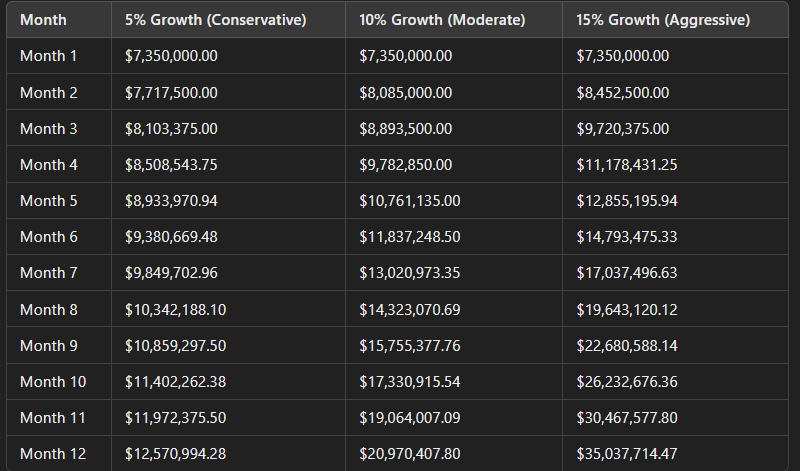 Month 5% Growth (Conservative) 10% Growth (Moderate) 15% Growth (Aggressive)
Month 1 $7,350,000.00 $7,350,000.00 $7,350,000.00
Month 2 $7,717,500.00 $8,085,000.00 $8,452,500.00
Month 3 $8,103,375.00 $8,893,500.00 $9,720,375.00
Month 4 $8,508,543.75 $9,782,850.00 $11,178,431.25
Month 5 $8,933,970.94 $10,761,135.00 $12,855,195.94
Month 6 $9,380,669.48 $11,837,248.50 $14,793,475.33
Month 7 $9,849,702.96 $13,020,973.35 $17,037,496.63
Month 8 $10,342,188.10 $14,323,070.69 $19,643,120.12
Month 9 $10,859,297.50 $15,755,377.76 $22,680,588.14
Month 10 $11,402,262.38 $17,330,915.54 $26,232,676.36
Month 11 $11,972,375.50 $19,064,007.09 $30,467,577.80
Month 12 $12,570,994.28 $20,970,407.80 $35,037,714.47